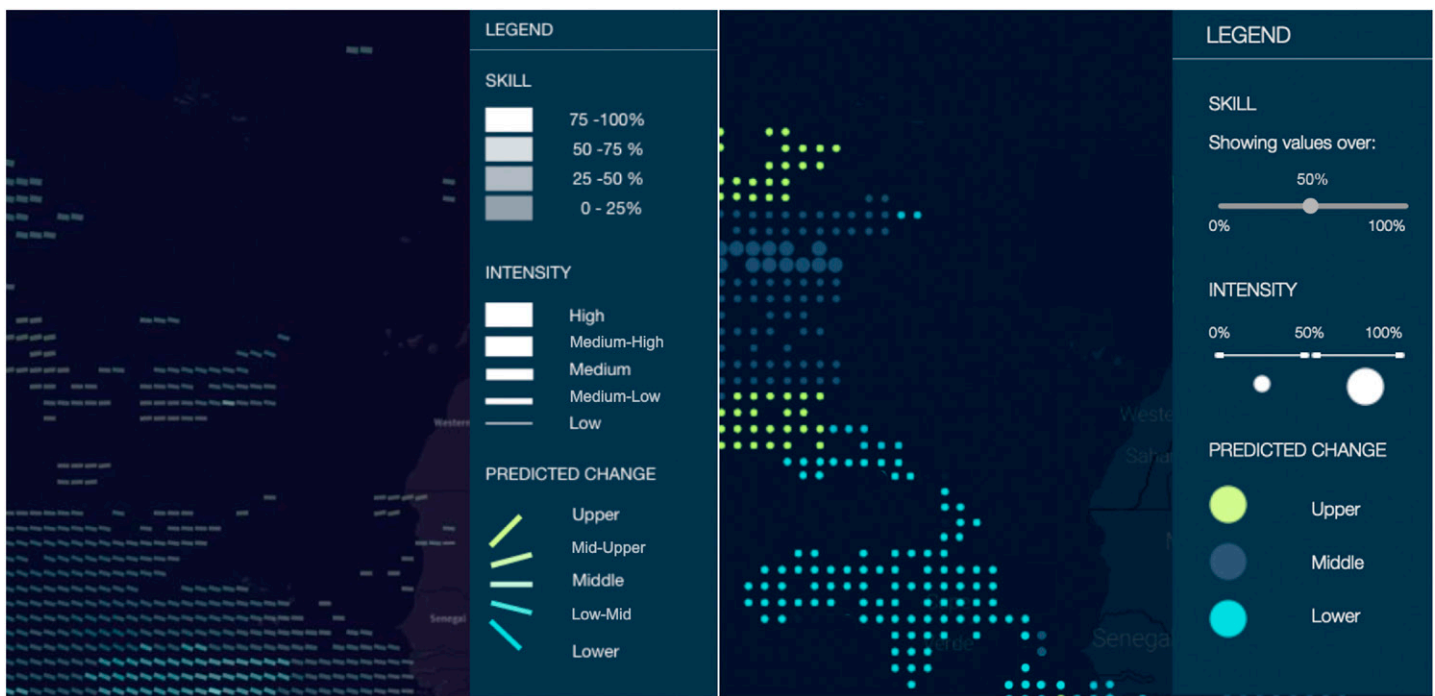 LEGEND
SKILL
75 -100%
50 -75 %
25 -50 %
0 - 25%
INTENSITY
High
Medium-High
Medium
Medium-Low
Low
PREDICTED CHANGE
Upper
Mid-Upper
Middle
Low-Mid
Lower
Western
Senegal
LEGEND
SKILL
Showing values over:
50%
0% 100%
INTENSITY
0% 50% 100%
PREDICTED CHANGE
Upper
Middle
Lower
Weste
Saha
Senega